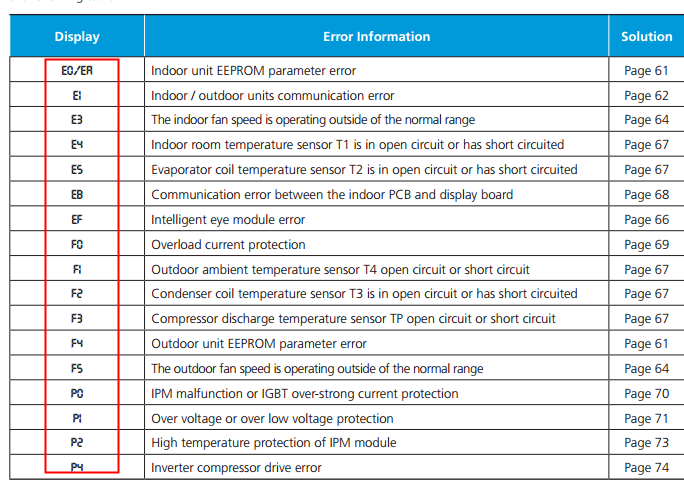 Display Error Information Solution
E0/EA Indoor unit EEPROM parameter error Page 61
E1 Indoor / outdoor units communication error Page 62
E3 The indoor fan speed is operating outside of the normal range Page 64
E4 Indoor room temperature sensor T1 is in open circuit or has short circuited Page 67
E5 Evaporator coil temperature sensor T2 is in open circuit or has short circuited Page 67
EB Communication error between the indoor PCB and display board Page 68
EF Intelligent eye module error Page 66
F0 Overload current protection Page 69
F1 Outdoor ambient temperature sensor T4 open circuit or short circuit Page 67
F2 Condenser coil temperature sensor T3 is in open circuit or has short circuited Page 67
F3 Compressor discharge temperature sensor TP open circuit or short circuit Page 67
F4 Outdoor unit EEPROM parameter error Page 61
F5 The outdoor fan speed is operating outside of the normal range Page 64
P0 IPM malfunction or IGBT over-strong current protection Page 70
P1 Over voltage or over low voltage protection Page 71
P2 High temperature protection of IPM module Page 73
P4 Inverter compressor drive error Page 74